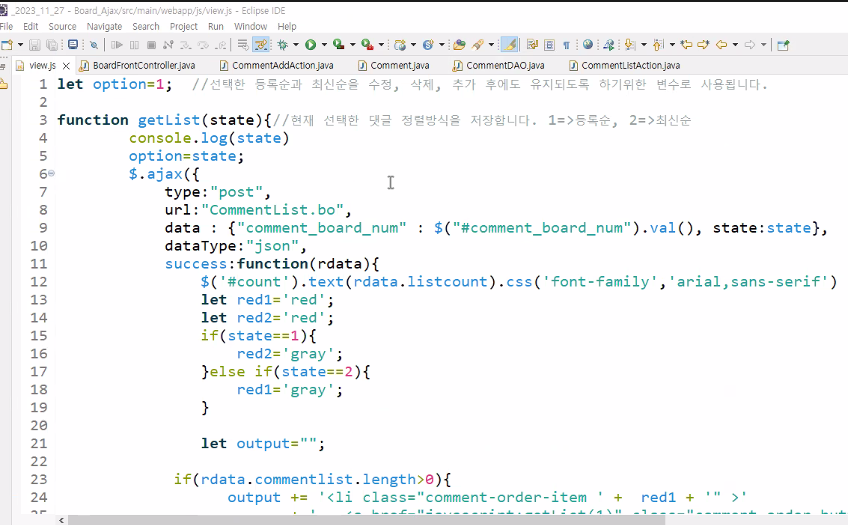 _2023_11_27 - Board_Ajax/src/main/webapp/js/view.js - Eclipse IDE
File Edit Source Navigate Search Project Run Window Help
view.js BoardFrontController.java CommentAddAction.java Comment.java CommentDAO.java CommentListAction.java
1 let option=1; //선택한 등록순과 최신순을 수정, 삭제, 추가 후에도 유지되도록 하기위한 변수로 사용됩니다.
2
3 function getList(state){//현재 선택한 댓글 정렬방식을 저장합니다. 1=>등록순, 2=>최신순
4 console.log(state)
5 option=state;
6 $.ajax({
7 type:"post",
8 url:"CommentList.bo",
9 data : {"comment_board_num" : $("#comment_board_num").val(), state:state},
10 dataType:"json",
11 success:function(rdata){
12 $('#count').text(rdata.listcount).css('font-family','arial,sans-serif')
13 let red1='red';
14 let red2='red';
15 if(state==1){
16 red2='gray';
17 }else if(state==2){
18 red1='gray';
19 }
20
21 let output="";
22
23 if(rdata.commentlist.length>0){
24 output += '<li class="comment-order-item ' + red1 + '" >'